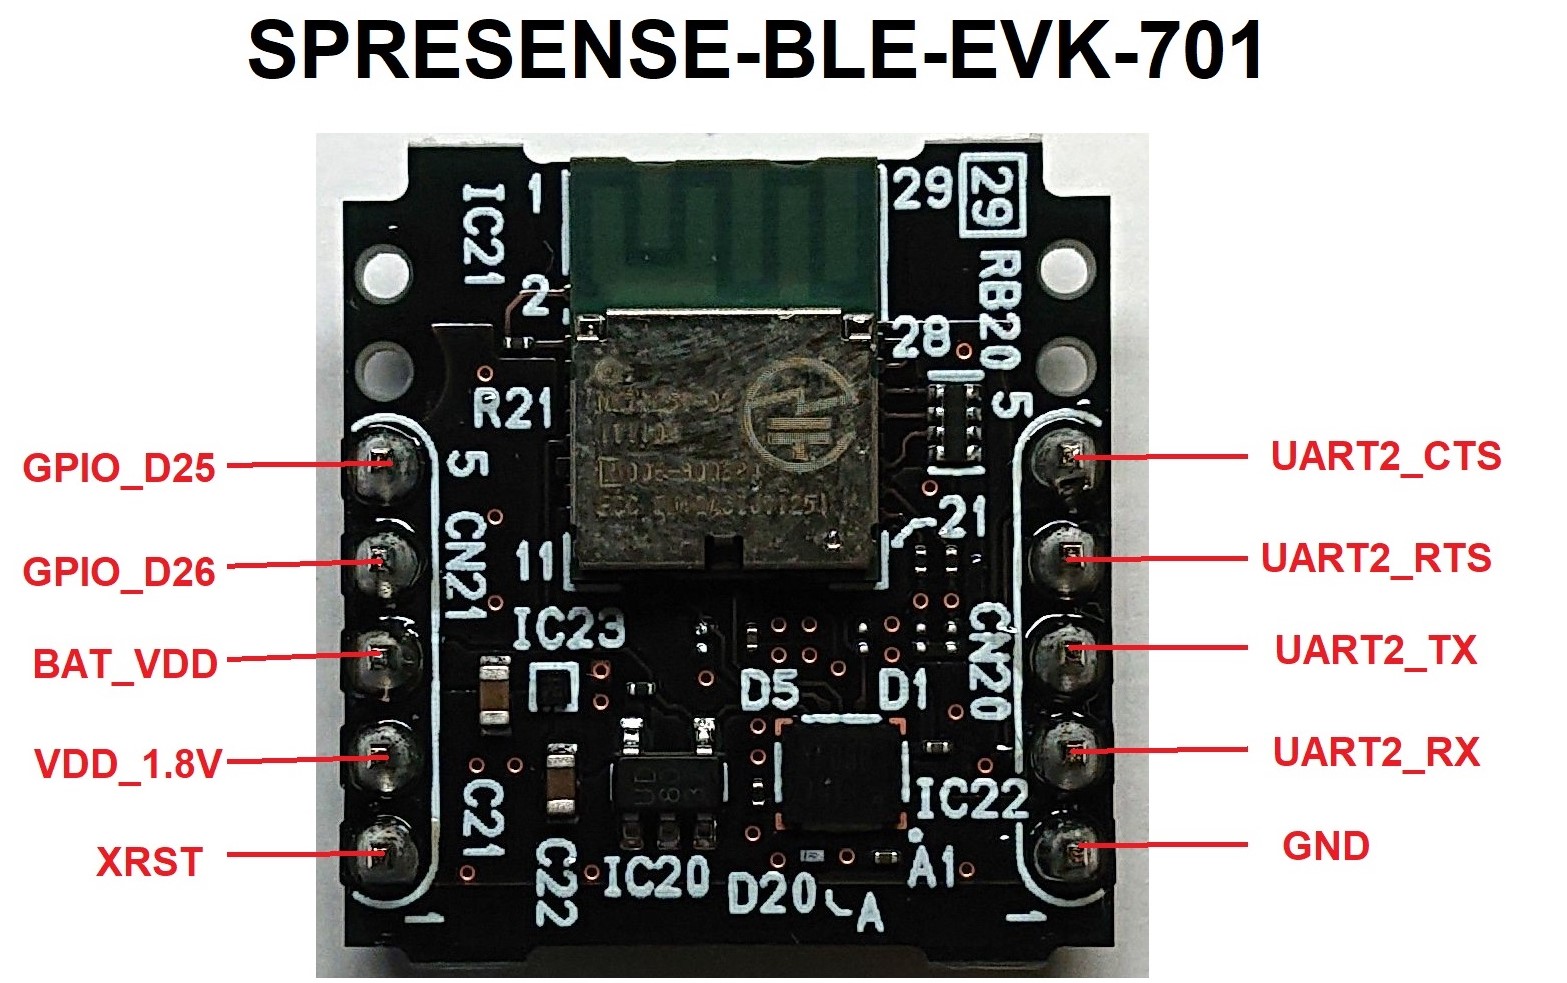 SPRESENSE-BLE-EVK-701
IC21
1
29
29
RB20
2
28
R21
5
5
GPIO_D25
UART2_CTS
21
CN21
11
GPIO_D26
UART2_RTS
IC23
CN20
BAT_VDD
UART2_TX
D5
D1
VDD_1.8V
UART2_RX
C21
IC22
XRST
GND
C22
IC20
A1
D20
A
1
1